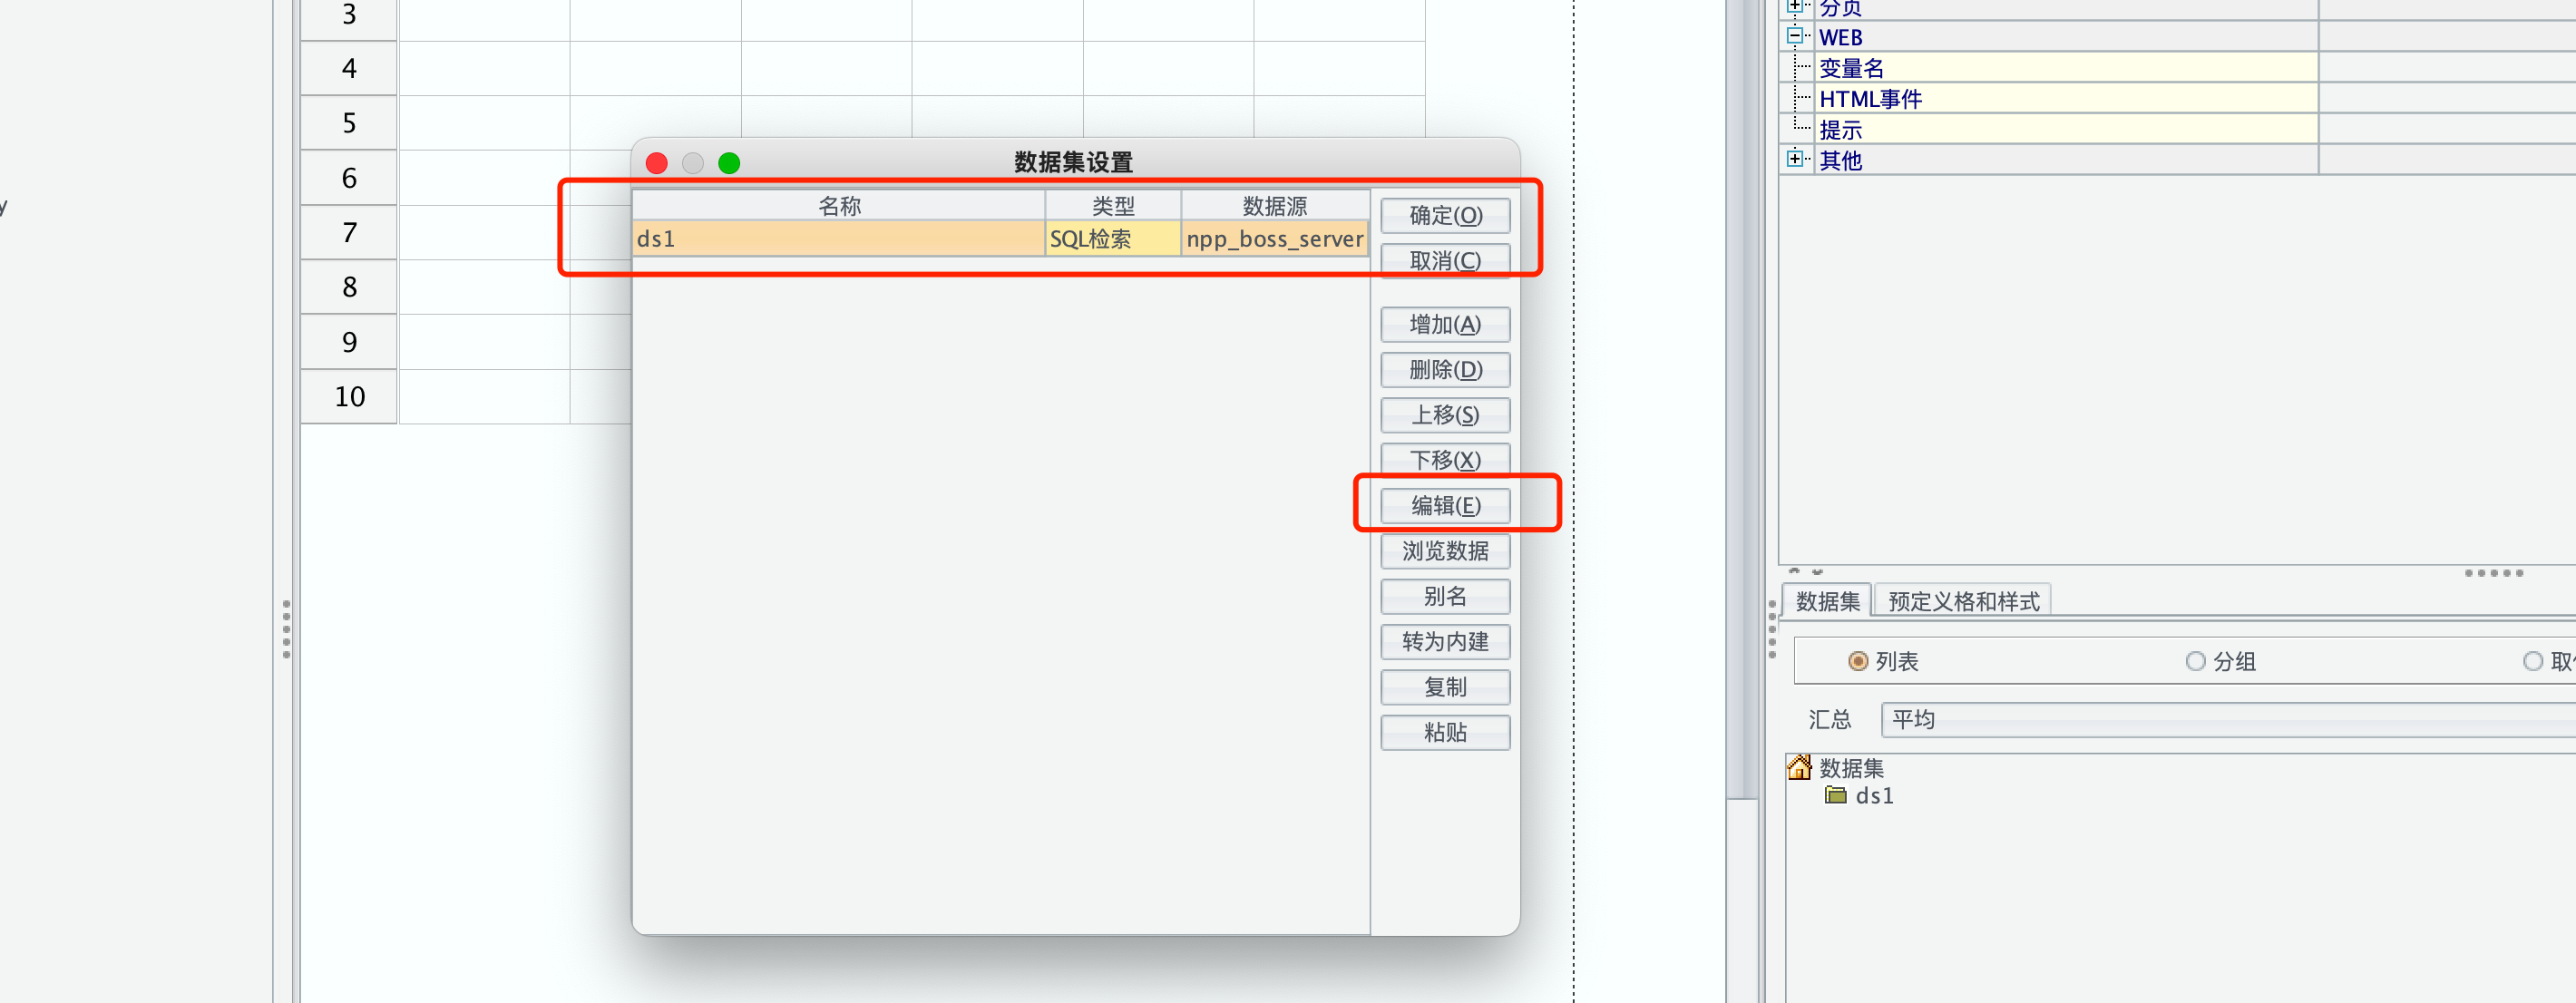 y
3
4
5
6
7
8
9
10
数据集设置
名称 类型 数据源
ds1 SQL检索 npp_boss_server
确定(O)
取消(C)
增加(A)
删除(D)
上移(S)
下移(X)
编辑(E)
浏览数据
别名
转为内建
复制
粘贴
分页
WEB
变量名
HTML事件
提示
其他
数据集 预定义格和样式
列表 分组 取
汇总 平均
数据集
ds1